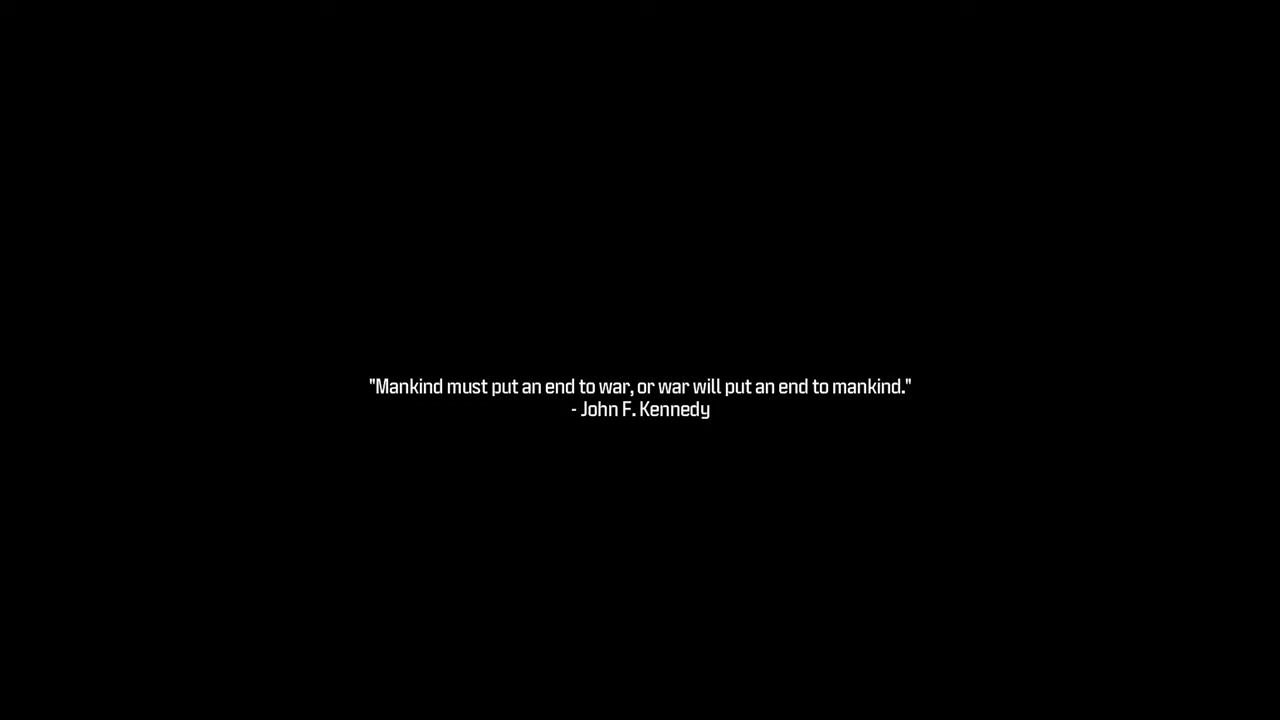 "Mankind must put an end to war, or war will put an end to mankind."
- John F. Kennedy